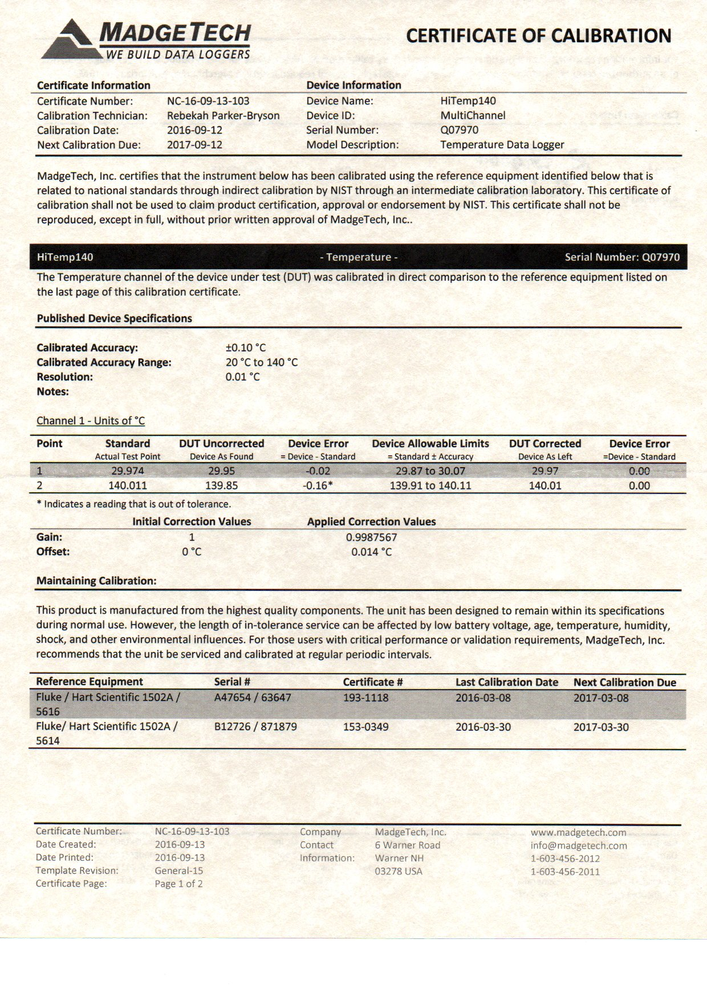 MADGETECH
WE BUILD DATA LOGGERS
CERTIFICATE OF CALIBRATION
Certificate Information Device Information
Certificate Number: NC-16-09-13-103 Device Name: HiTemp140
Calibration Technician: Rebekah Parker-Bryson Device ID: MultiChannel
Calibration Date: 2016-09-12 Serial Number: Q07970
Next Calibration Due: 2017-09-12 Model Description: Temperature Data Logger
MadgeTech, Inc. certifies that the instrument below has been calibrated using the reference equipment identified below that is
related to national standards through indirect calibration by NIST through an intermediate calibration laboratory. This certificate of
calibration shall not be used to claim product certification, approval or endorsement by NIST. This certificate shall not be
reproduced, except in full, without prior written approval of MadgeTech, Inc..
HiTemp140 - Temperature - Serial Number: Q07970
The Temperature channel of the device under test (DUT) was calibrated in direct comparison to the reference equipment listed on
the last page of this calibration certificate.
Published Device Specifications
Calibrated Accuracy: ±0.10 °C
Calibrated Accuracy Range: 20 °C to 140 °C
Resolution: 0.01 °C
Notes:
Channel 1 - Units of °C
Point Standard DUT Uncorrected Device Error Device Allowable Limits DUT Corrected Device Error
Actual Test Point Device As Found = Device - Standard = Standard ± Accuracy Device As Left =Device - Standard
1 29.974 29.95 -0.02 29.87 to 30.07 29.97 0.00
2 140.011 139.85 -0.16* 139.91 to 140.11 140.01 0.00
* Indicates a reading that is out of tolerance.
Initial Correction Values Applied Correction Values
Gain: 1 0.9987567
Offset: 0 °C 0.014 °C
Maintaining Calibration:
This product is manufactured from the highest quality components. The unit has been designed to remain within its specifications
during normal use. However, the length of in-tolerance service can be affected by low battery voltage, age, temperature, humidity,
shock, and other environmental influences. For those users with critical performance or validation requirements, MadgeTech, Inc.
recommends that the unit be serviced and calibrated at regular periodic intervals.
Reference Equipment Serial # Certificate # Last Calibration Date Next Calibration Due
Fluke / Hart Scientific 1502A / A47654 / 63647 193-1118 2016-03-08 2017-03-08
5616
Fluke/ Hart Scientific 1502A / B12726 / 871879 153-0349 2016-03-30 2017-03-30
5614
Certificate Number: NC-16-09-13-103 Company MadgeTech, Inc. www.madgetech.com
Date Created: 2016-09-13 Contact 6 Warner Road info@madgetech.com
Date Printed: 2016-09-13 Information: Warner NH 1-603-456-2012
Template Revision: General-15 03278 USA 1-603-456-2011
Certificate Page: Page 1 of 2